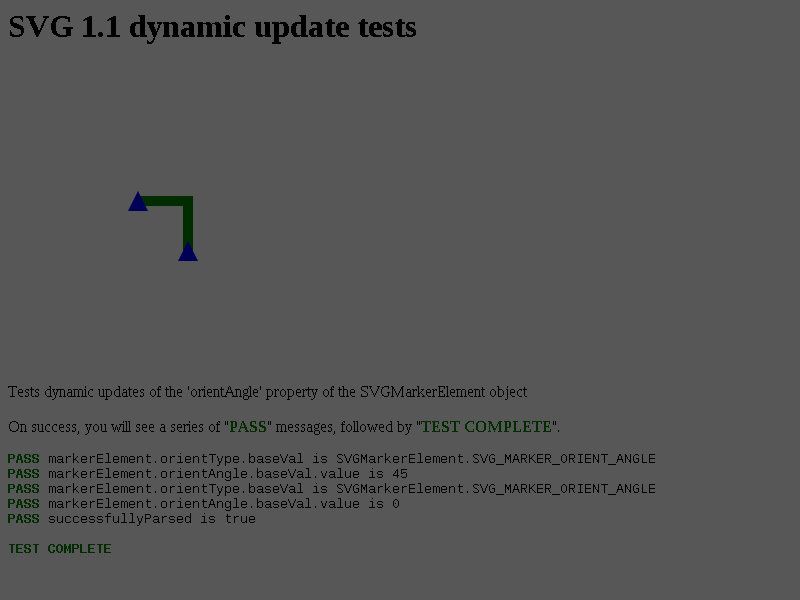 SVG 1.1 dynamic update tests
Tests dynamic updates of the 'orientAngle' property of the SVGMarkerElement object
On success, you will see a series of "PASS" messages, followed by "TEST COMPLETE".
PASS markerElement.orientType.baseVal is SVGMarkerElement.SVG_MARKER_ORIENT_ANGLE
PASS markerElement.orientAngle.baseVal.value is 45
PASS markerElement.orientType.baseVal is SVGMarkerElement.SVG_MARKER_ORIENT_ANGLE
PASS markerElement.orientAngle.baseVal.value is 0
PASS successfullyParsed is true
TEST COMPLETE